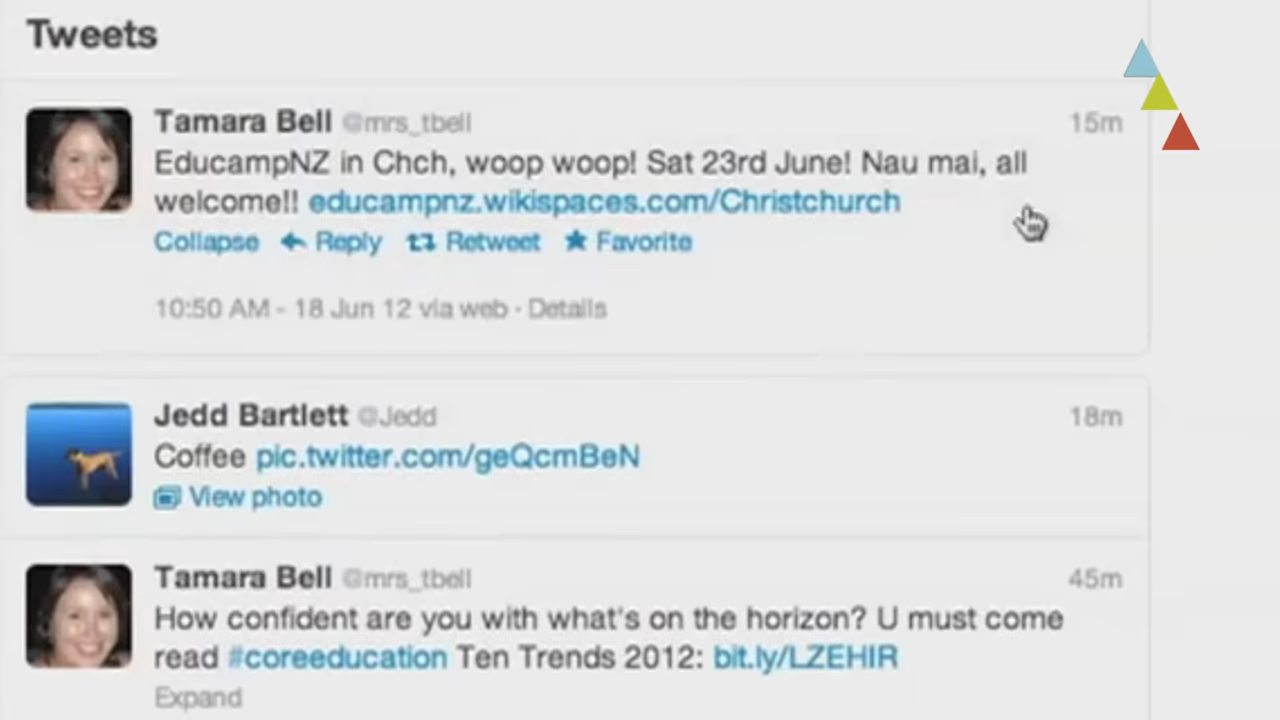 Tweets
Tamara Bell @mrs_tbell 15m
EducampNZ in Chch, woop woop! Sat 23rd June! Nau mai, all
welcome!! educampnz.wikispaces.com/Christchurch
Collapse Reply Retweet Favorite
10:50 AM - 18 Jun 12 via web · Details
Jedd Bartlett @Jedd 18m
Coffee pic.twitter.com/geQcmBeN
View photo
Tamara Bell @mrs_tbell 45m
How confident are you with what's on the horizon? U must come
read #coreeducation Ten Trends 2012: bit.ly/LZEHIR
Expand